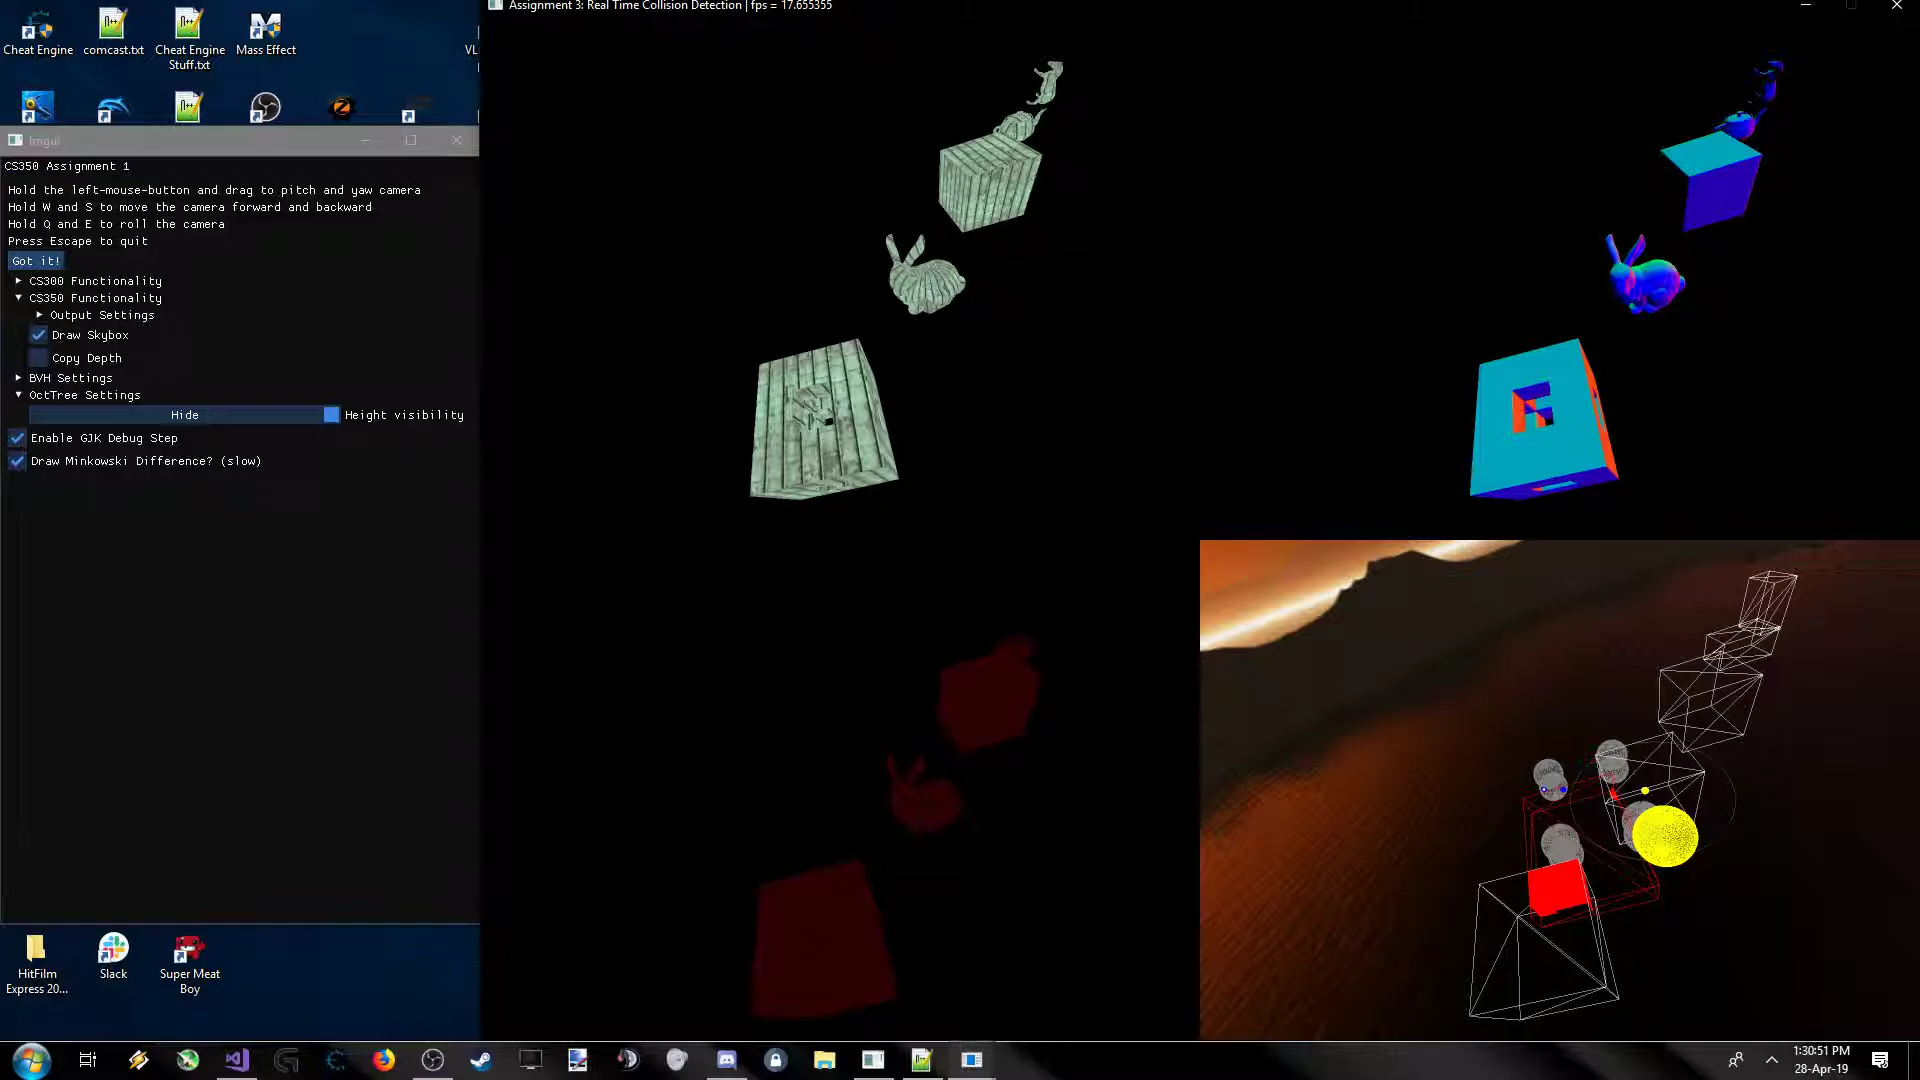 Assignment 3: Real Time Collision Detection | fps = 17.655355
Cheat Engine
comcast.txt
Cheat Engine Stuff.txt
Mass Effect
VL
ImGui
CS350 Assignment 1
Hold the left-mouse-button and drag to pitch and yaw camera
Hold W and S to move the camera forward and backward
Hold Q and E to roll the camera
Press Escape to quit
Got it!
CS300 Functionality
CS350 Functionality
Output Settings
Draw Skybox
Copy Depth
BVH Settings
OctTree Settings
Hide
Height visibility
Enable GJK Debug Step
Draw Minkowski Difference? (slow)
HitFilm
Express 20...
Slack
Super Meat
Boy
1:30:51 PM
28-Apr-19